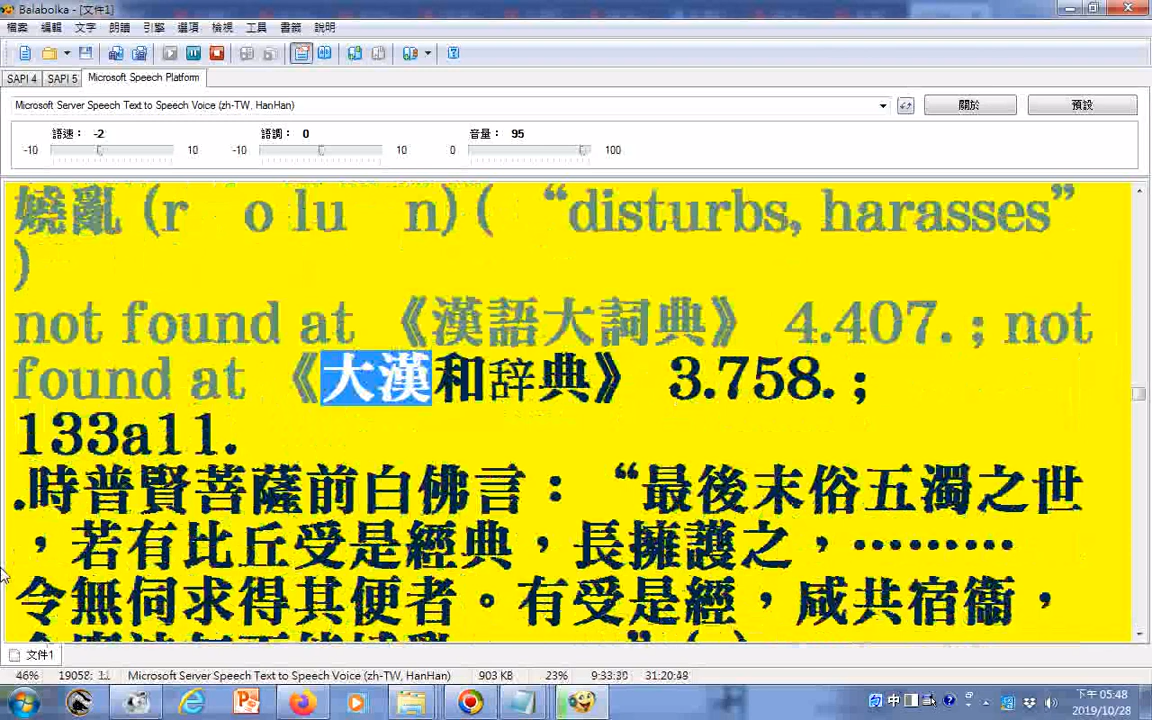 Balabolka - [文件1]
檔案 編輯 文字 朗讀 引擎 選項 檢視 工具 書籤 說明
SAPI 4 SAPI 5 Microsoft Speech Platform
Microsoft Server Speech Text to Speech Voice (zh-TW, HanHan) 關於 預設
語速： -2 語調： 0 音量： 95
-10 10 -10 10 0 100
嬈亂 (r o lu n) ( “disturbs, harasses”
)
not found at 《漢語大詞典》 4.407. ; not
found at 《大漢和辞典》 3.758. ;
133a11.
.時普賢菩薩前白佛言：“最後末俗五濁之世
，若有比丘受是經典，長擁護之，………
令無伺求得其便者。有受是經，咸共宿衞，
文件1
46% 19058: 11 Microsoft Server Speech Text to Speech Voice (zh-TW, HanHan) 903 KB 23% 9:33:30 31:20:49
中 下午 05:48
2019/10/28